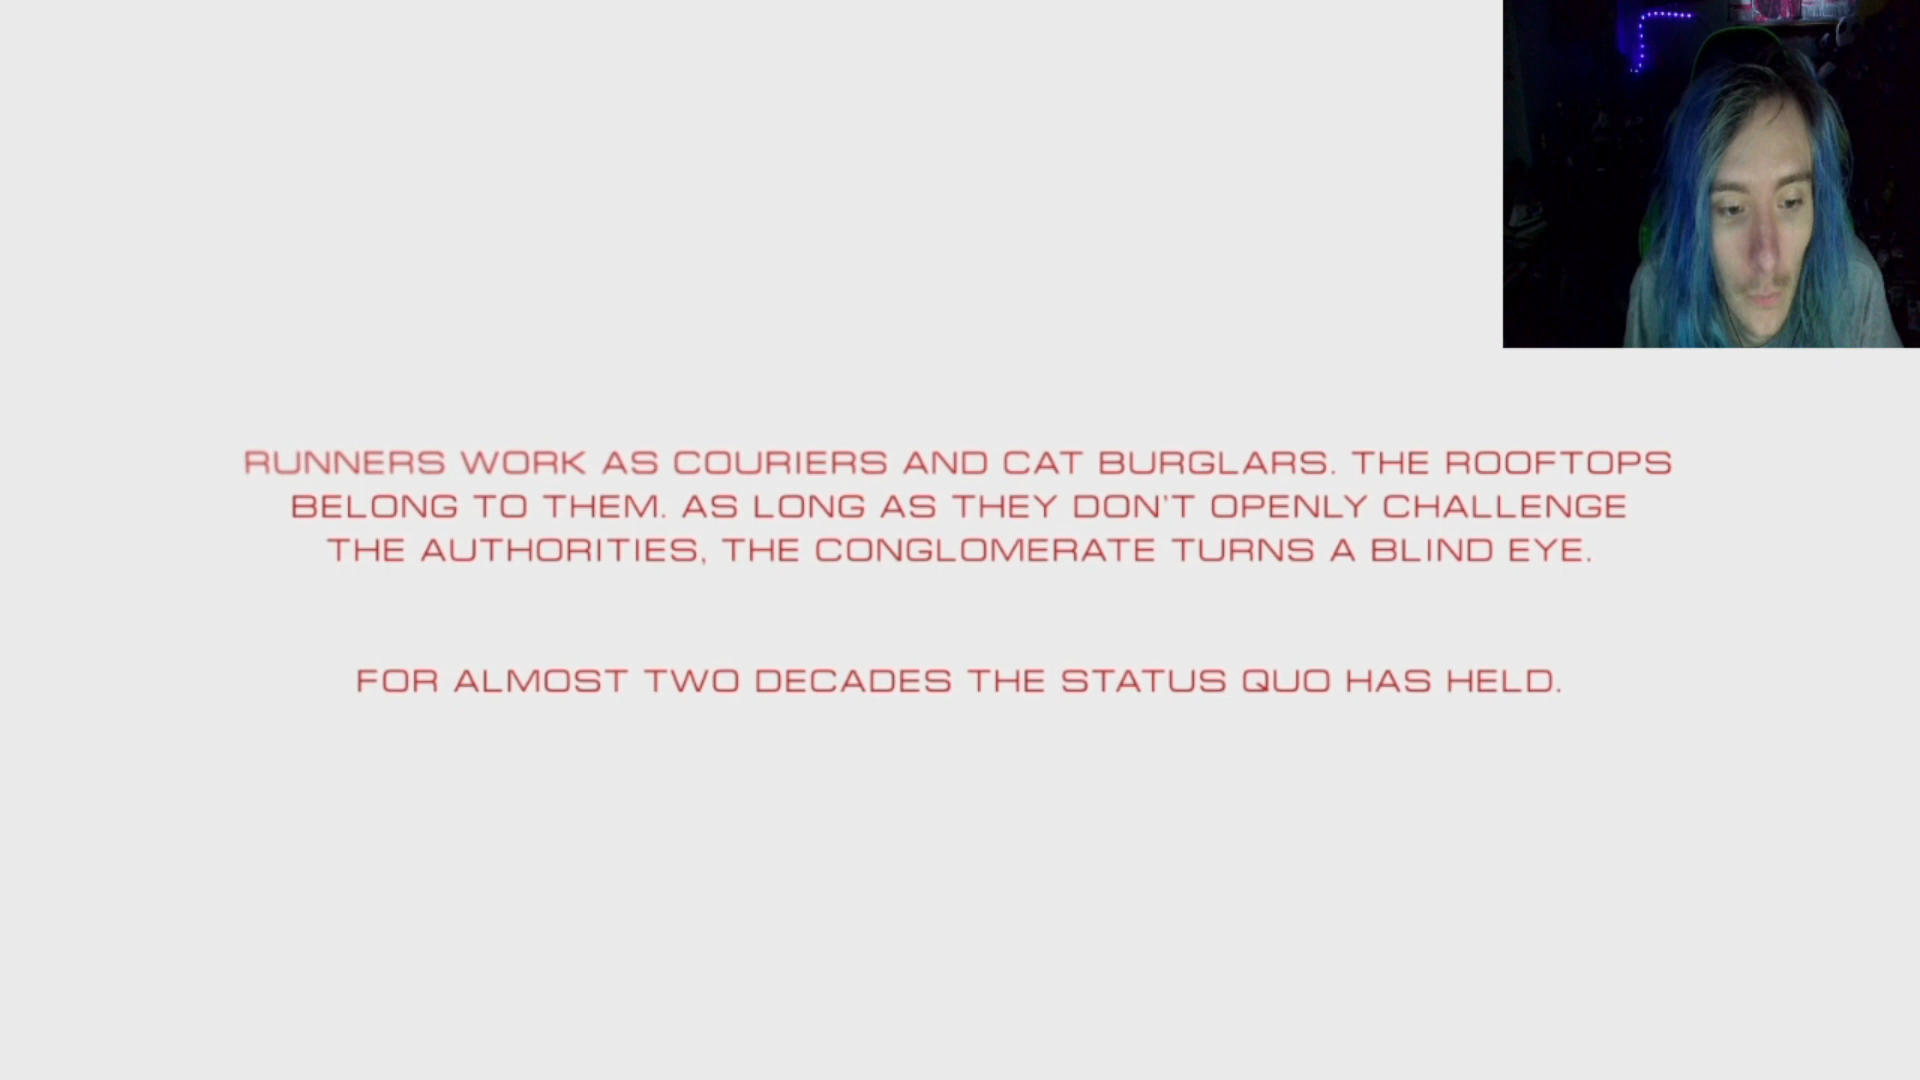 RUNNERS WORK AS COURIERS AND CAT BURGLARS. THE ROOFTOPS
BELONG TO THEM. AS LONG AS THEY DON'T OPENLY CHALLENGE
THE AUTHORITIES, THE CONGLOMERATE TURNS A BLIND EYE.
FOR ALMOST TWO DECADES THE STATUS QUO HAS HELD.